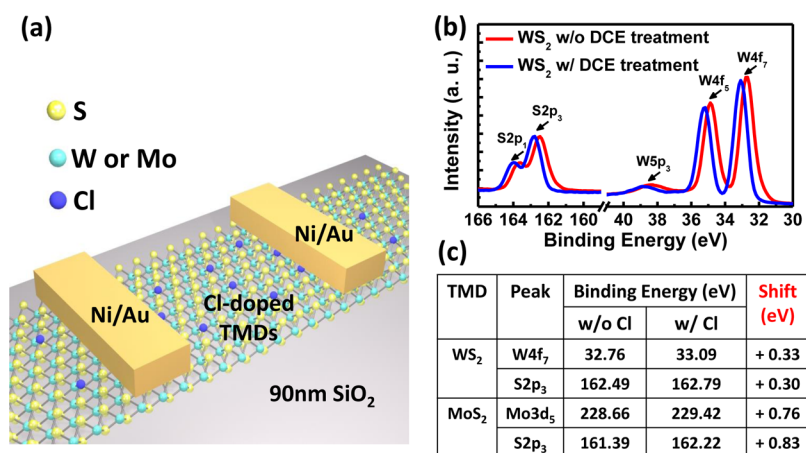 (a)
S
W or Mo
Cl
Ni/Au
Ni/Au
Cl-doped
TMDs
90nm SiO₂
(b)
WS₂ w/o DCE treatment
WS₂ w/ DCE treatment
W4f₇
W4f₅
S2p₃
S2p₁
W5p₃
Intensity (a. u.)
166 164 162 160 40 38 36 34 32 30
Binding Energy (eV)
(c)
TMD Peak Binding Energy (eV) Shift (eV)
w/o Cl w/ Cl
WS₂ W4f₇ 32.76 33.09 + 0.33
S2p₃ 162.49 162.79 + 0.30
MoS₂ Mo3d₅ 228.66 229.42 + 0.76
S2p₃ 161.39 162.22 + 0.83